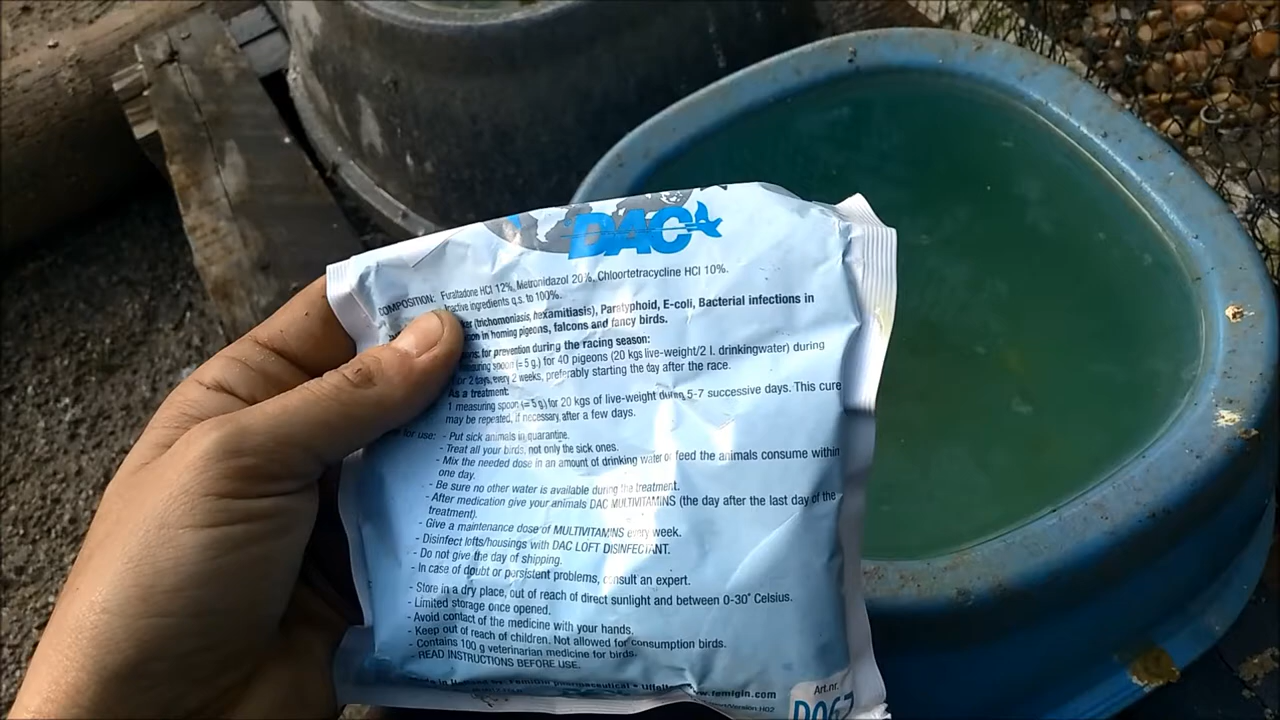 DAC
COMPOSITION: Furaltadone HCl 12%, Metronidazol 20%, Chloortetracycline HCl 10%.
Inactive ingredients q.s. to 100%.
(trichomoniasis, hexamitiasis), Paratyphoid, E-coli, Bacterial infections in
in homing pigeons, falcons and fancy birds.
for prevention during the racing season:
measuring spoon (= 5 g.) for 40 pigeons (20 kgs live-weight/2 l. drinkingwater) during
or 2 days, every 2 weeks, preferably starting the day after the race.
As a treatment:
1 measuring spoon (= 5 g) for 20 kgs of live-weight during 5-7 successive days. This cure
may be repeated, if necessary, after a few days.
for use: - Put sick animals in quarantine.
- Treat all your birds, not only the sick ones.
- Mix the needed dose in an amount of drinking water or feed the animals consume within
one day.
- Be sure no other water is available during the treatment.
- After medication give your animals DAC MULTIVITAMINS (the day after the last day of the
treatment).
- Give a maintenance dose of MULTIVITAMINS every week.
- Disinfect lofts/housings with DAC LOFT DISINFECTANT.
- Do not give the day of shipping.
- In case of doubt or persistent problems, consult an expert.
- Store in a dry place, out of reach of direct sunlight and between 0-30° Celsius.
- Limited storage once opened.
- Avoid contact of the medicine with your hands.
- Keep out of reach of children. Not allowed for consumption birds.
- Contains 100 g veterinarian medicine for birds.
- READ INSTRUCTIONS BEFORE USE.
pharmaceutical • www.femigin.com
Version H02
Art.nr.